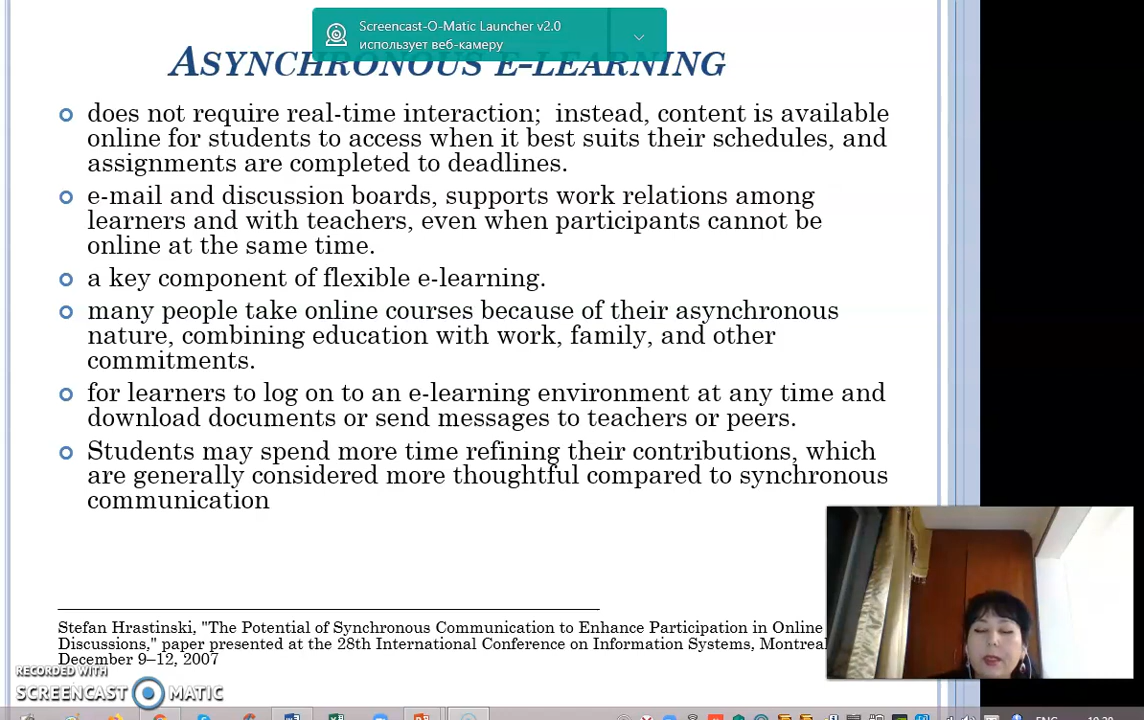 Screencast-O-Matic Launcher v2.0
использует веб-камеру
ASYNCHRONOUS E-LEARNING
does not require real-time interaction;  instead, content is available
online for students to access when it best suits their schedules, and
assignments are completed to deadlines.
e-mail and discussion boards, supports work relations among
learners and with teachers, even when participants cannot be
online at the same time.
a key component of flexible e-learning.
many people take online courses because of their asynchronous
nature, combining education with work, family, and other
commitments.
for learners to log on to an e-learning environment at any time and
download documents or send messages to teachers or peers.
Students may spend more time refining their contributions, which
are generally considered more thoughtful compared to synchronous
communication
Stefan Hrastinski, "The Potential of Synchronous Communication to Enhance Participation in Online
Discussions," paper presented at the 28th International Conference on Information Systems, Montreal
December 9–12, 2007
RECORDED WITH
SCREENCAST MATIC
ENG